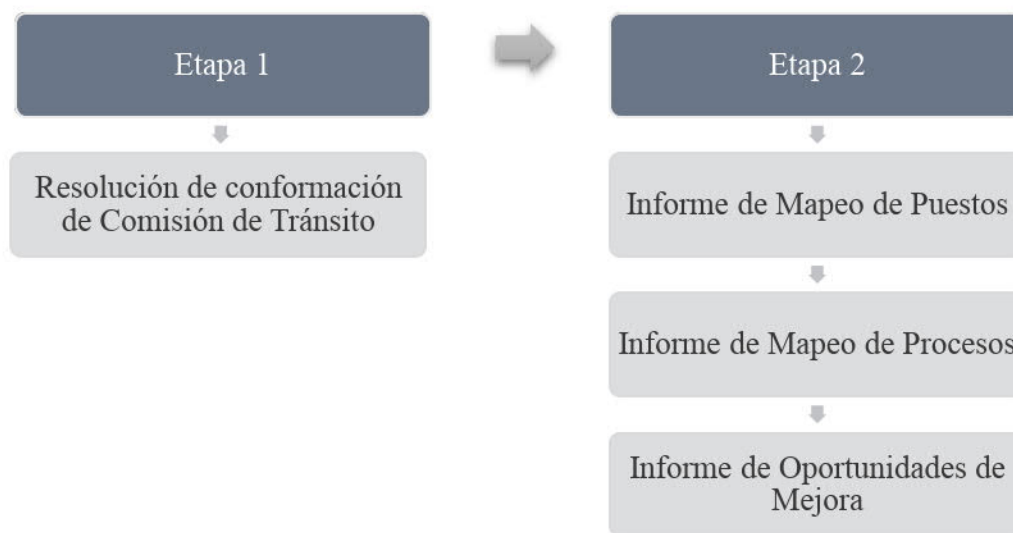 Etapa 1
Resolución de conformación
de Comisión de Tránsito
Etapa 2
Informe de Mapeo de Puestos
Informe de Mapeo de Procesos
Informe de Oportunidades de
Mejora